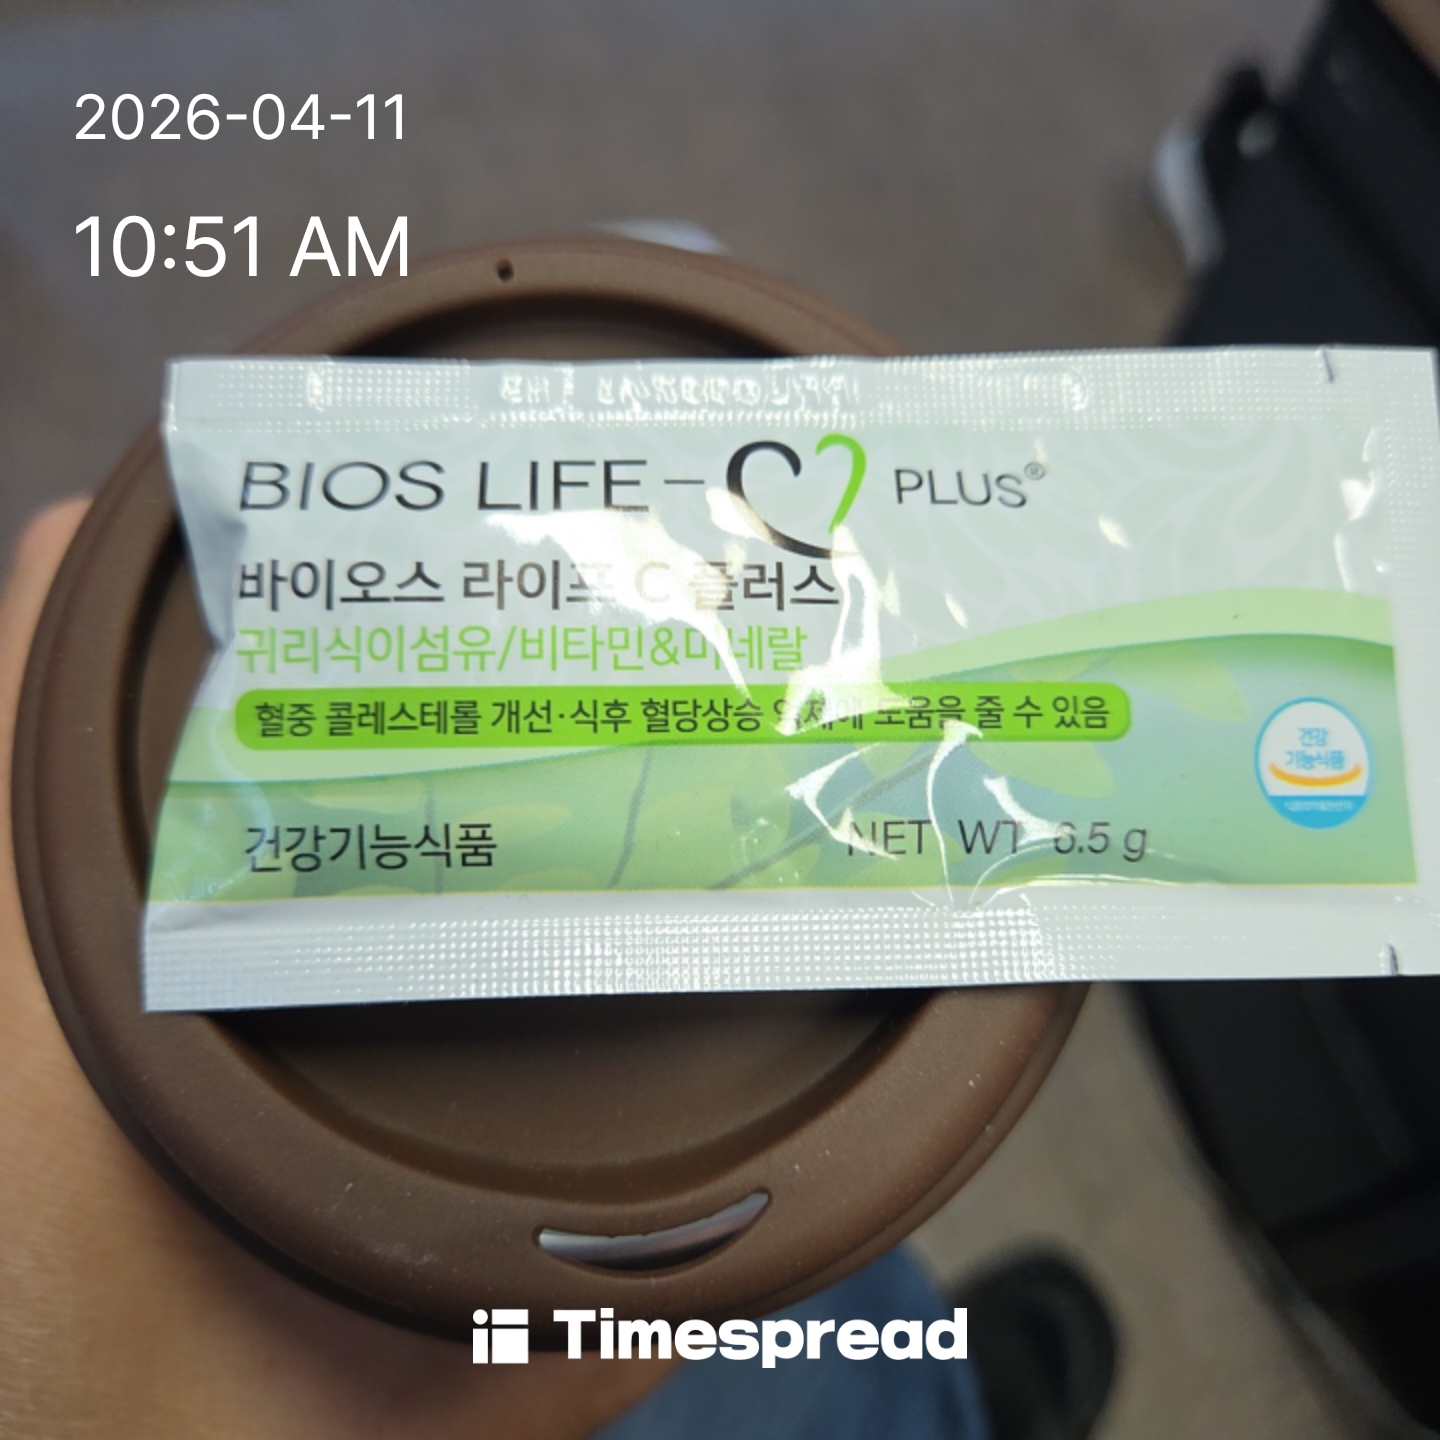 2026-04-11
10:51 AM
BIOS LIFE - C PLUS®
바이오스 라이프 C 플러스
귀리식이섬유/비타민&미네랄
혈중 콜레스테롤 개선·식후 혈당상승 억제에 도움을 줄 수 있음
건강
기능식품
건강기능식품
NET WT 6.5 g
Timespread